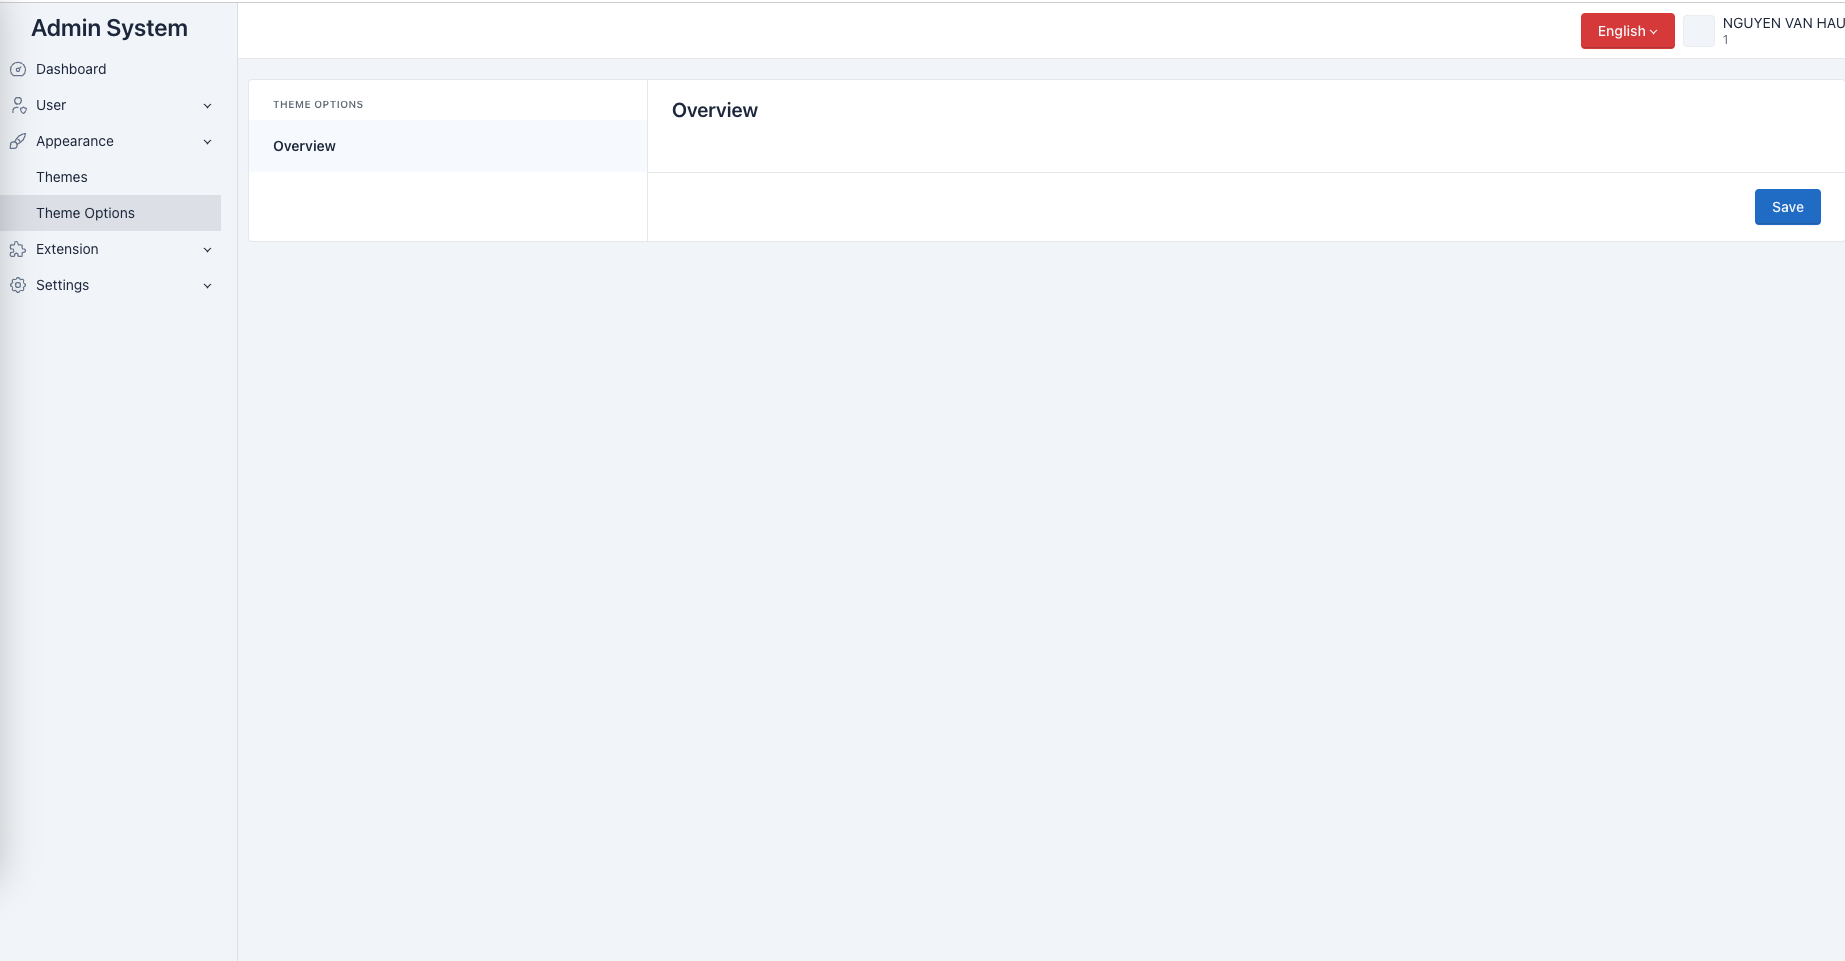 Admin System
Dashboard
User
Appearance
Themes
Theme Options
Extension
Settings
English
NGUYEN VAN HAU
1
THEME OPTIONS
Overview
Overview
Save